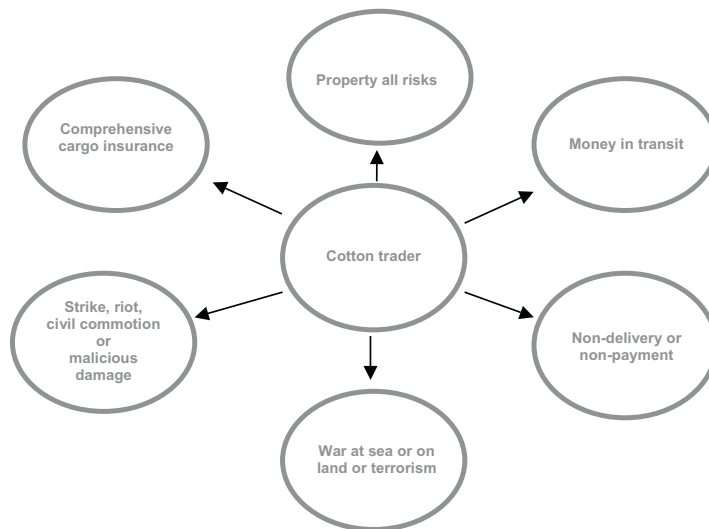 Property all risks
Comprehensive
cargo insurance
Money in transit
Cotton trader
Strike, riot,
civil commotion
or
malicious
damage
Non-delivery or
non-payment
War at sea or on
land or terrorism